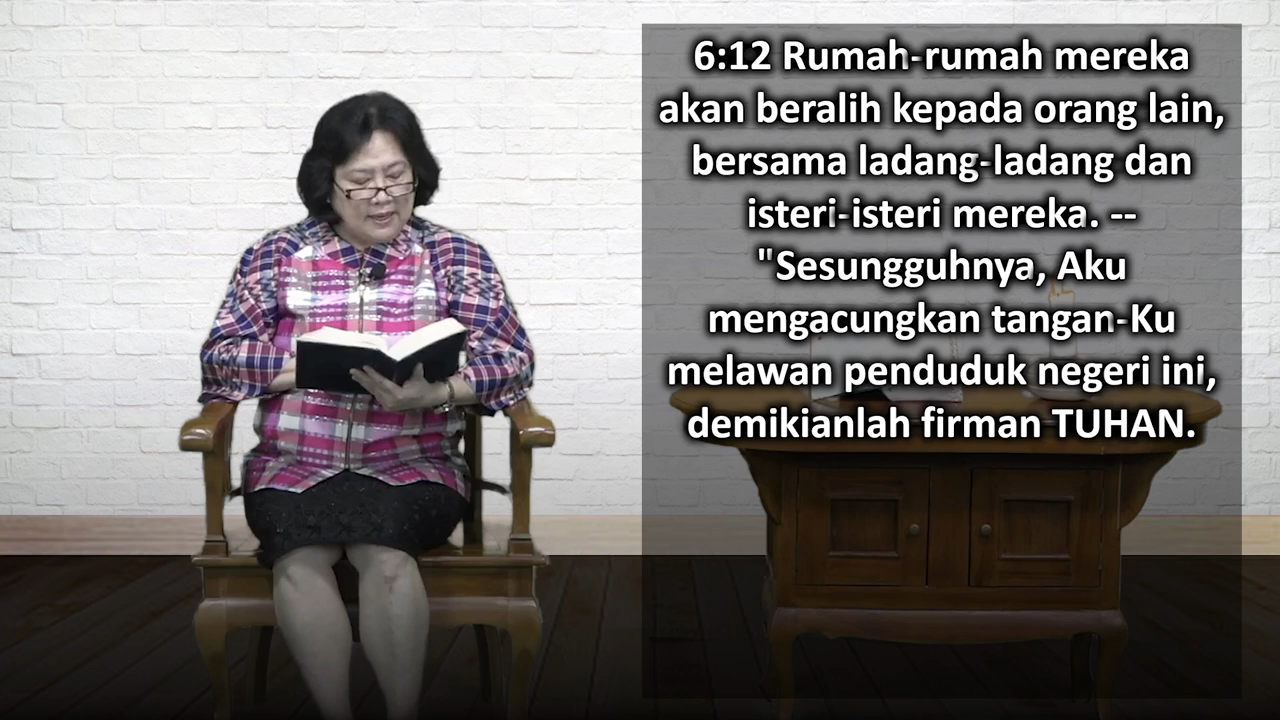 6:12 Rumah-rumah mereka
akan beralih kepada orang lain,
bersama ladang-ladang dan
isteri-isteri mereka. --
"Sesungguhnya, Aku
mengacungkan tangan-Ku
melawan penduduk negeri ini,
demikianlah firman TUHAN.